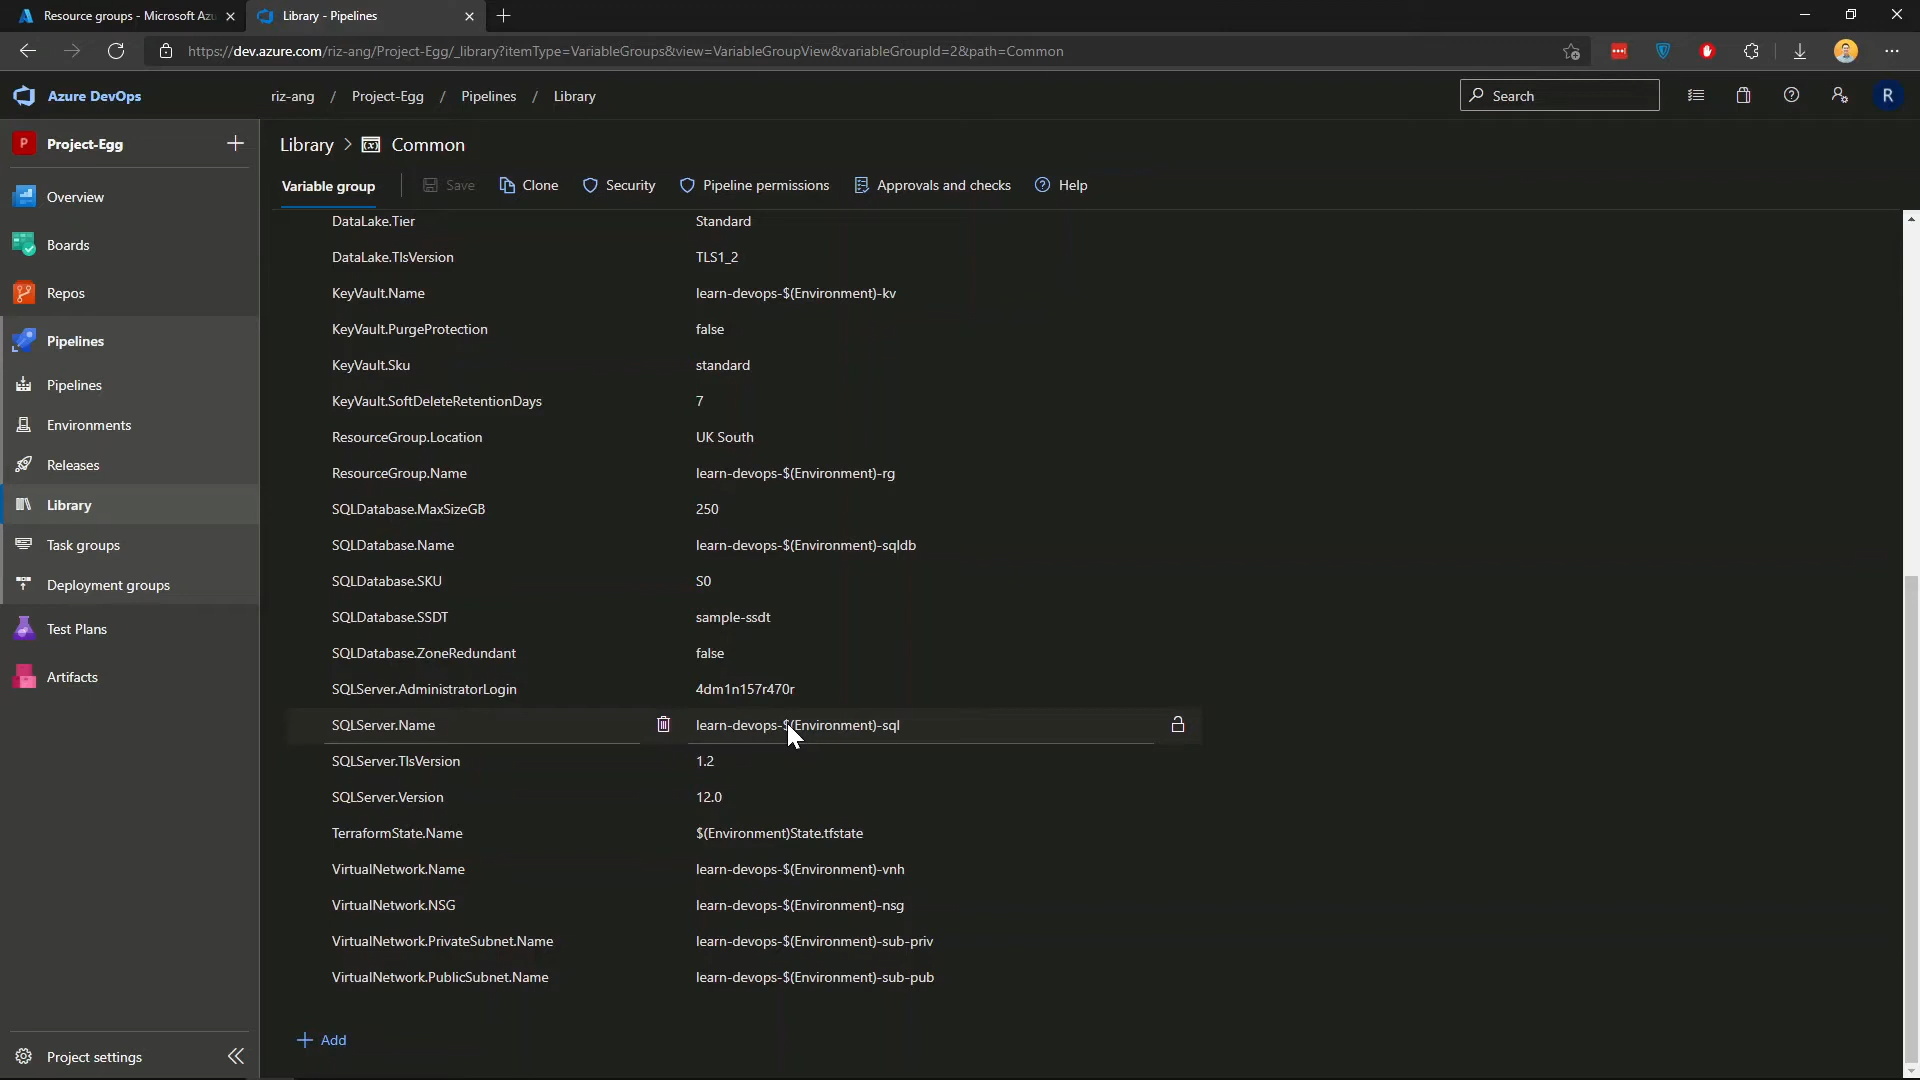 Resource groups - Microsoft Azu
Library - Pipelines
https://dev.azure.com/riz-ang/Project-Egg/_library?itemType=VariableGroups&view=VariableGroupView&variableGroupId=2&path=Common
Azure DevOps
riz-ang / Project-Egg / Pipelines / Library
Search
R
P Project-Egg
Overview
Boards
Repos
Pipelines
Pipelines
Environments
Releases
Library
Task groups
Deployment groups
Test Plans
Artifacts
Project settings
Library > Common
Variable group Save Clone Security Pipeline permissions Approvals and checks Help
DataLake.Tier Standard
DataLake.TlsVersion TLS1_2
KeyVault.Name learn-devops-$(Environment)-kv
KeyVault.PurgeProtection false
KeyVault.Sku standard
KeyVault.SoftDeleteRetentionDays 7
ResourceGroup.Location UK South
ResourceGroup.Name learn-devops-$(Environment)-rg
SQLDatabase.MaxSizeGB 250
SQLDatabase.Name learn-devops-$(Environment)-sqldb
SQLDatabase.SKU S0
SQLDatabase.SSDT sample-ssdt
SQLDatabase.ZoneRedundant false
SQLServer.AdministratorLogin 4dm1n157r470r
SQLServer.Name learn-devops-$(Environment)-sql
SQLServer.TlsVersion 1.2
SQLServer.Version 12.0
TerraformState.Name $(Environment)State.tfstate
VirtualNetwork.Name learn-devops-$(Environment)-vnh
VirtualNetwork.NSG learn-devops-$(Environment)-nsg
VirtualNetwork.PrivateSubnet.Name learn-devops-$(Environment)-sub-priv
VirtualNetwork.PublicSubnet.Name learn-devops-$(Environment)-sub-pub
Add